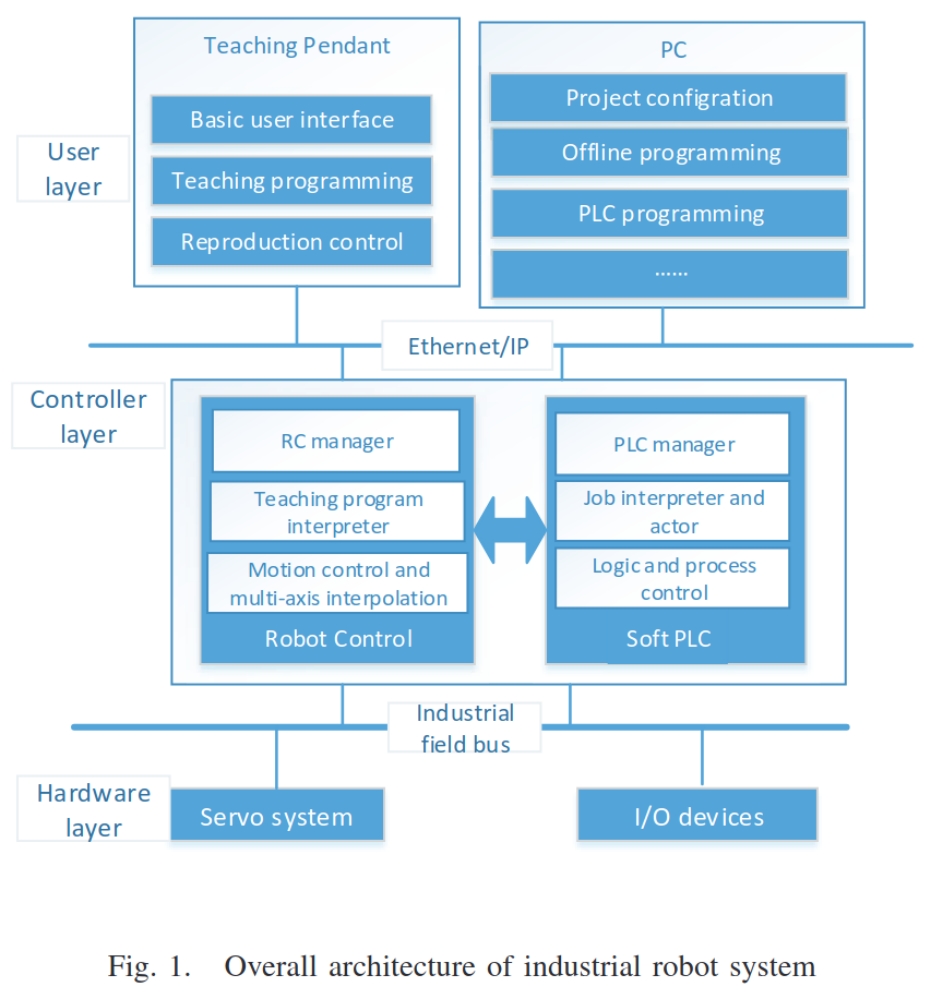 Teaching Pendant
Basic user interface
Teaching programming
Reproduction control
PC
Project configration
Offline programming
PLC programming
......
User
layer
Ethernet/IP
Controller
layer
RC manager
Teaching program
interpreter
Motion control and
multi-axis interpolation
Robot Control
PLC manager
Job interpreter and
actor
Logic and process
control
Soft PLC
Industrial
field bus
Hardware
layer
Servo system
I/O devices
Fig. 1. Overall architecture of industrial robot system